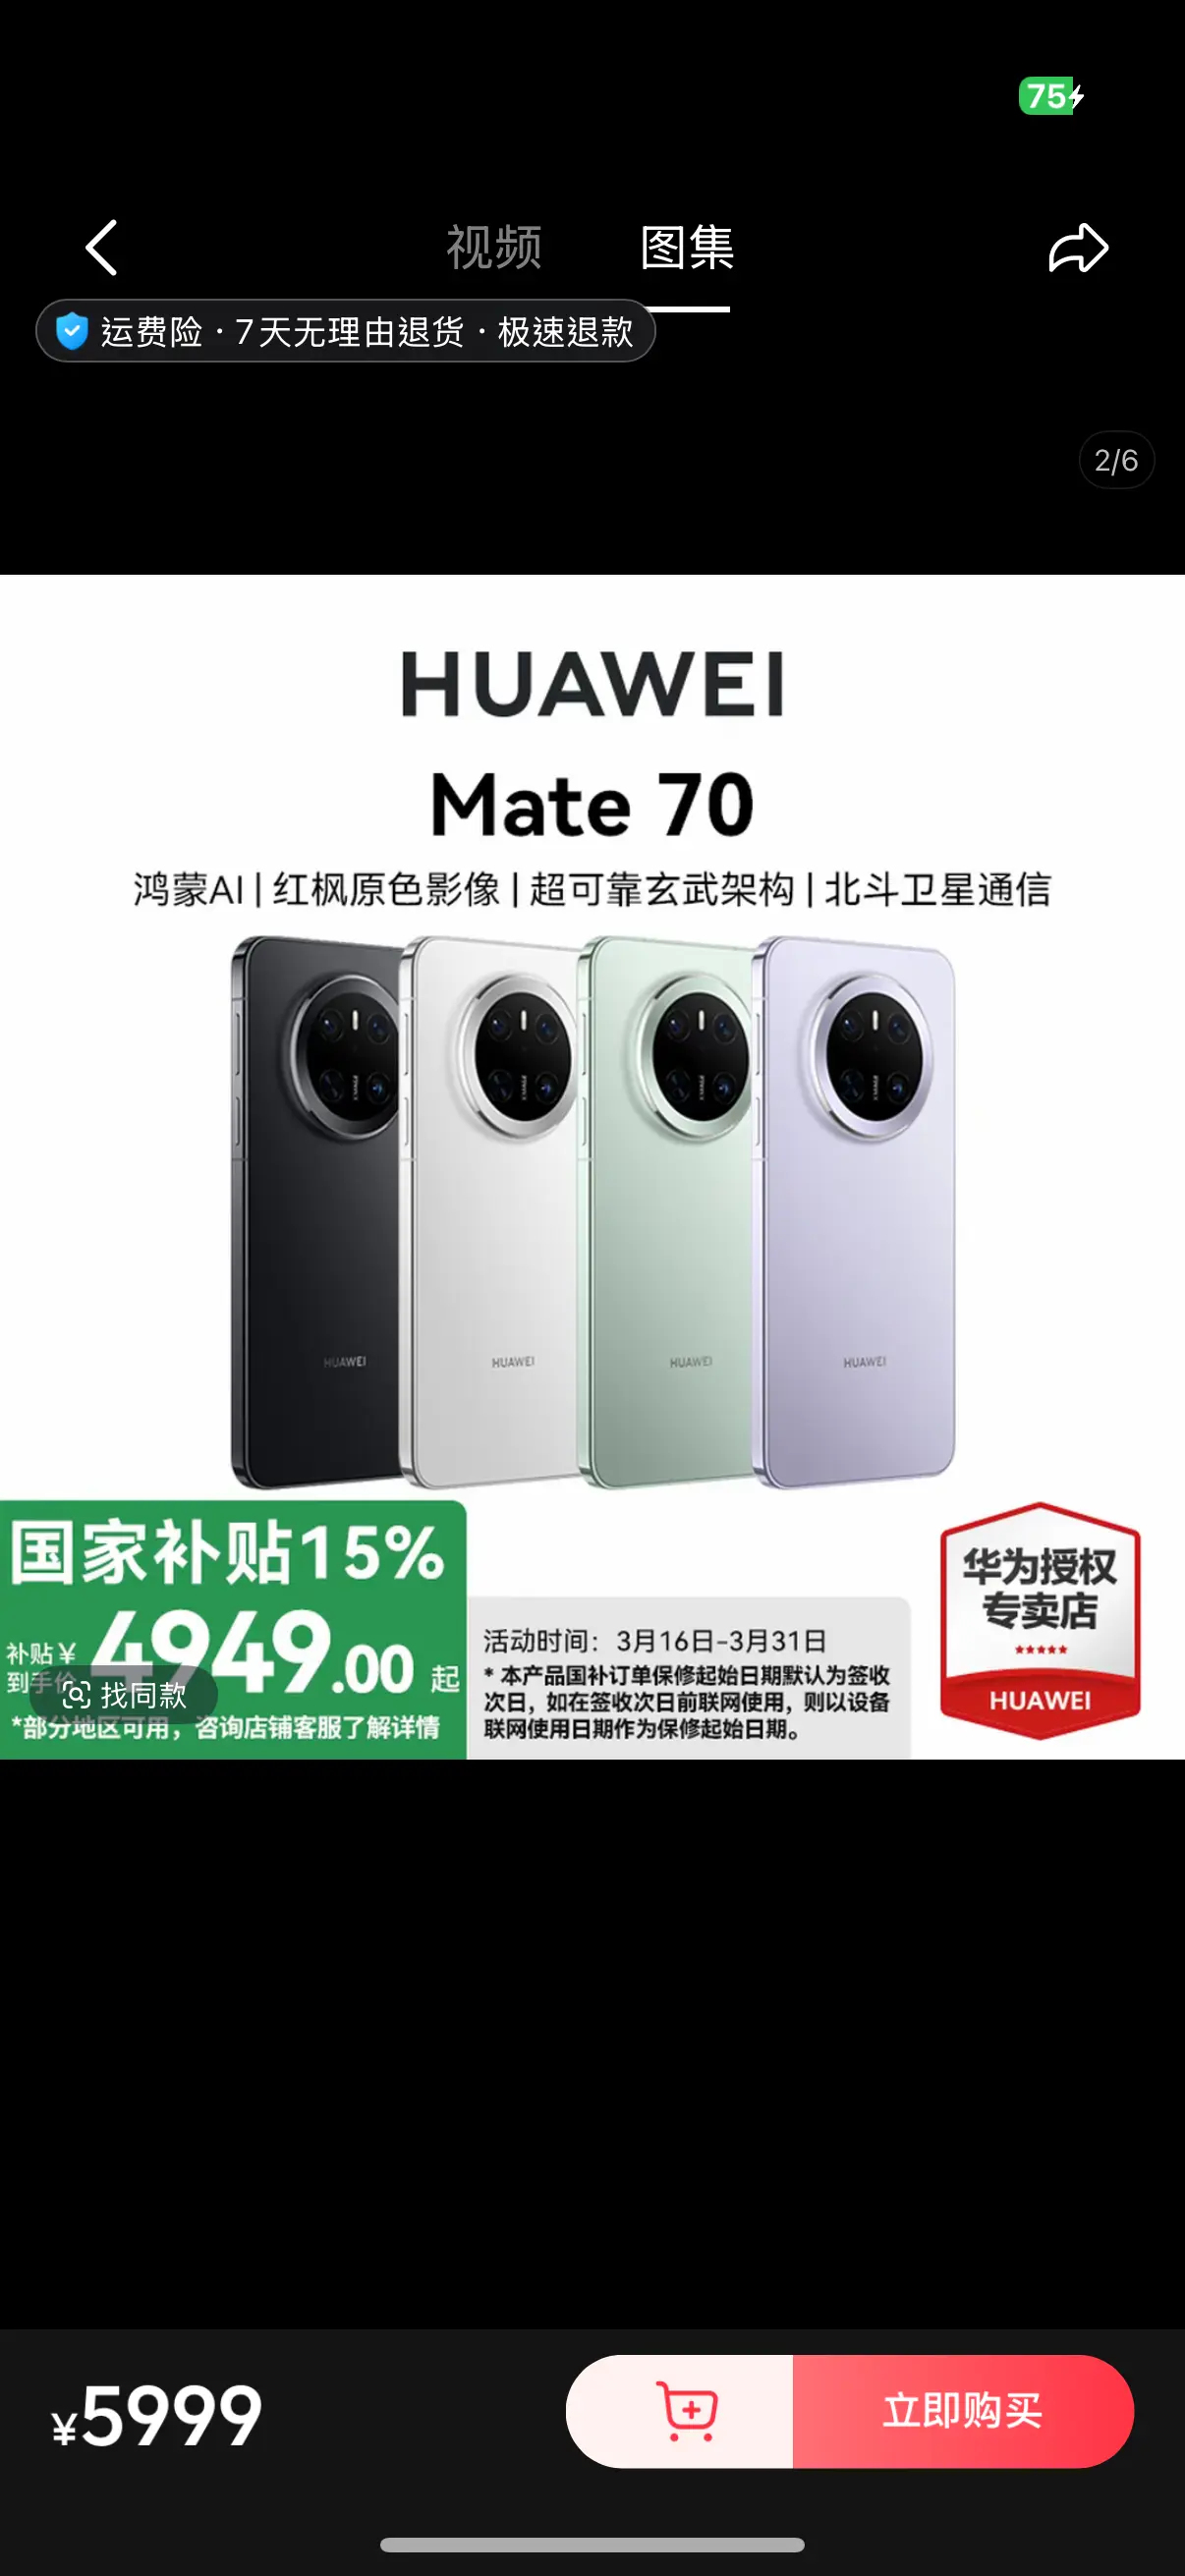 75
视频
图集
运费险 · 7天无理由退货 · 极速退款
2/6
HUAWEI
Mate 70
鸿蒙AI | 红枫原色影像 | 超可靠玄武架构 | 北斗卫星通信
HUAWEI
HUAWEI
HUAWEI
HUAWEI
国家补贴15%
补贴¥
到手价
4949.00 起
找同款
*部分地区可用，咨询店铺客服了解详情
活动时间：3月16日-3月31日
* 本产品国补订单保修起始日期默认为签收
次日，如在签收次日前联网使用，则以设备
联网使用日期作为保修起始日期。
华为授权
专卖店
HUAWEI
¥5999
立即购买